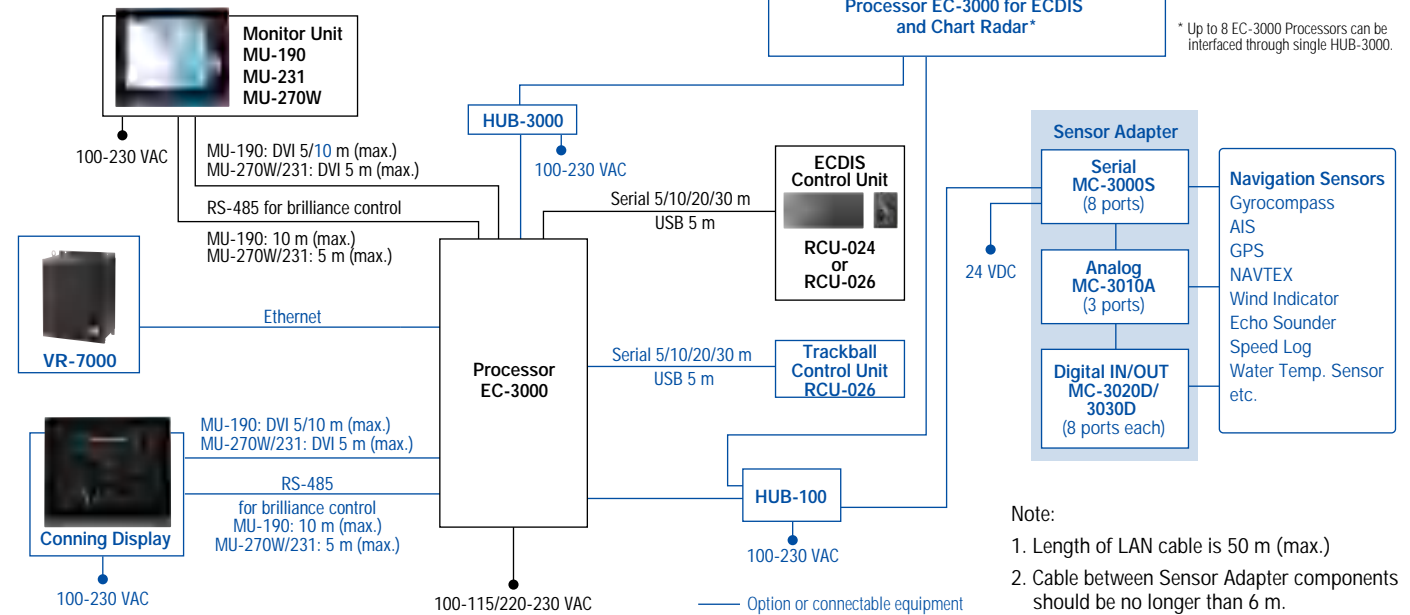 Processor EC-3000 for ECDIS
and Chart Radar*
* Up to 8 EC-3000 Processors can be
interfaced through single HUB-3000.
Monitor Unit
MU-190
MU-231
MU-270W
100-230 VAC
MU-190: DVI 5/10 m (max.)
MU-270W/231: DVI 5 m (max.)
RS-485 for brilliance control
MU-190: 10 m (max.)
MU-270W/231: 5 m (max.)
HUB-3000
100-230 VAC
Serial 5/10/20/30 m
USB 5 m
ECDIS
Control Unit
RCU-024
or
RCU-026
Sensor Adapter
Serial
MC-3000S
(8 ports)
24 VDC
Analog
MC-3010A
(3 ports)
Digital IN/OUT
MC-3020D/
3030D
(8 ports each)
Navigation Sensors
Gyrocompass
AIS
GPS
NAVTEX
Wind Indicator
Echo Sounder
Speed Log
Water Temp. Sensor
etc.
VR-7000
Ethernet
Processor
EC-3000
Serial 5/10/20/30 m
USB 5 m
Trackball
Control Unit
RCU-026
MU-190: DVI 5/10 m (max.)
MU-270W/231: DVI 5 m (max.)
RS-485
for brilliance control
MU-190: 10 m (max.)
MU-270W/231: 5 m (max.)
Conning Display
100-230 VAC
HUB-100
100-230 VAC
100-115/220-230 VAC
Option or connectable equipment
Note:
1. Length of LAN cable is 50 m (max.)
2. Cable between Sensor Adapter components
should be no longer than 6 m.